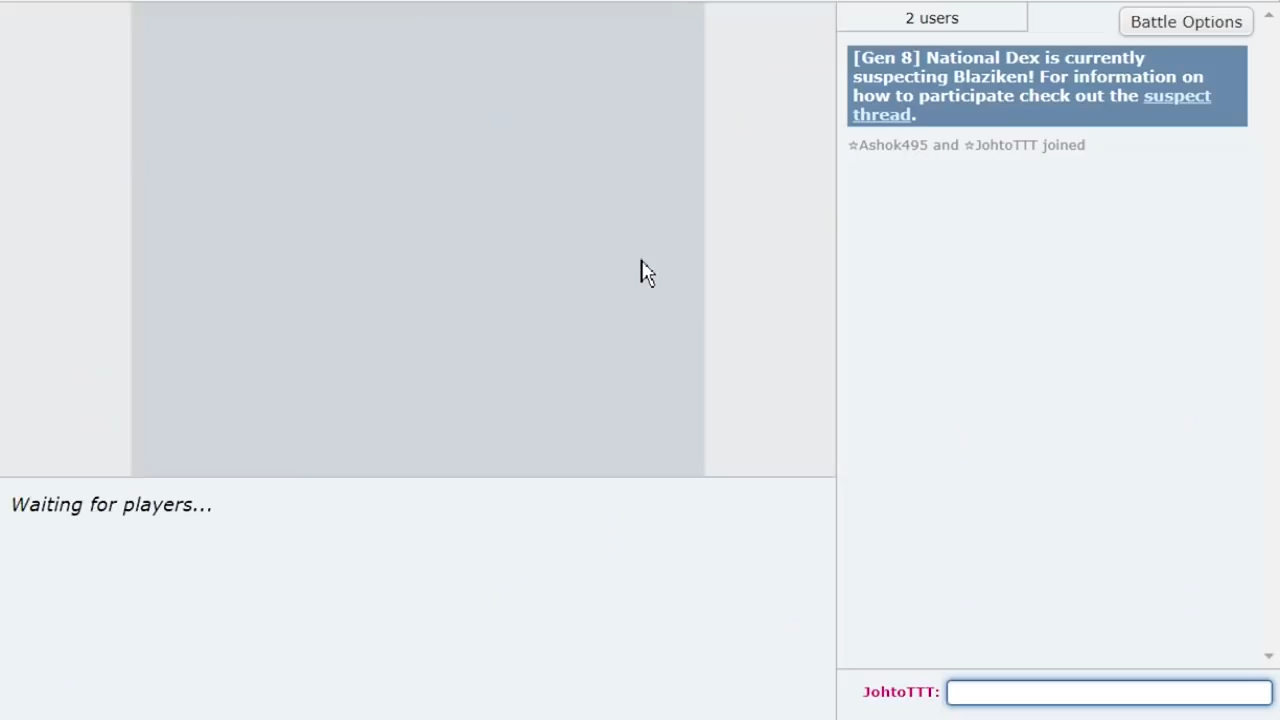 2 users
Battle Options
[Gen 8] National Dex is currently
suspecting Blaziken! For information on
how to participate check out the suspect
thread.
☆Ashok495 and ☆JohtoTTT joined
Waiting for players...
JohtoTTT: